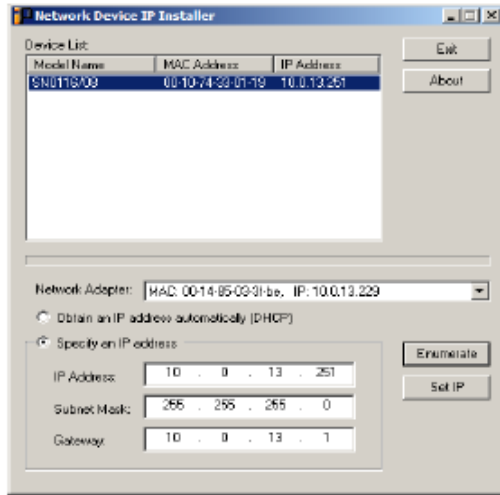 Network Device IP Installer
Device List:
Exit
Model Name MAC Address IP Address
SN0116/08 00-10-74-33-01-19 10.0.13.251
About
Network Adapter: MAC: 00-14-85-03-3f-be, IP: 10.0.13.229
Obtain an IP address automatically (DHCP)
Specify an IP address
Enumerate
IP Address: 10 . 0 . 13 . 251
Set IP
Subnet Mask: 255 . 255 . 255 . 0
Gateway: 10 . 0 . 13 . 1